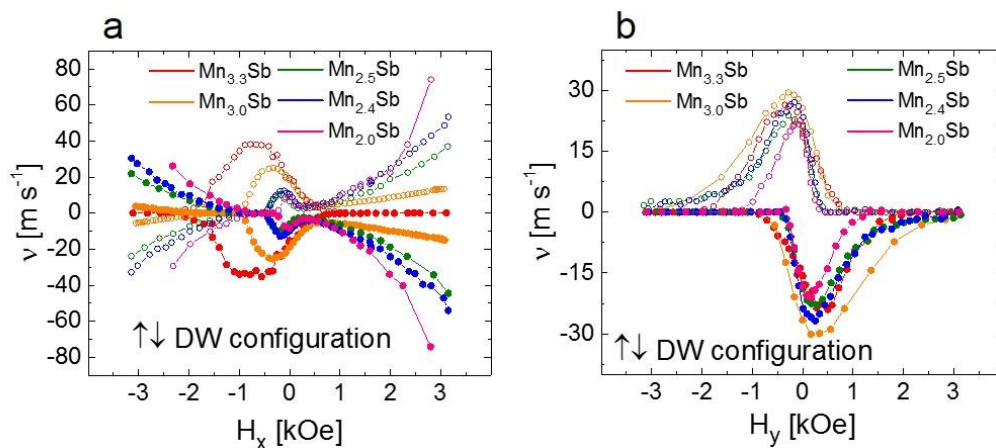 a
80
60
40
20
0
-20
-40
-60
-80
ν [m s⁻¹]
Mn₃.₃Sb
Mn₃.₀Sb
Mn₂.₅Sb
Mn₂.₄Sb
Mn₂.₀Sb
↑↓ DW configuration
-3 -2 -1 0 1 2 3
Hₓ [kOe]
b
30
15
0
-15
-30
ν [m s⁻¹]
Mn₃.₃Sb
Mn₃.₀Sb
Mn₂.₅Sb
Mn₂.₄Sb
Mn₂.₀Sb
↑↓ DW configuration
-3 -2 -1 0 1 2 3
H_y [kOe]